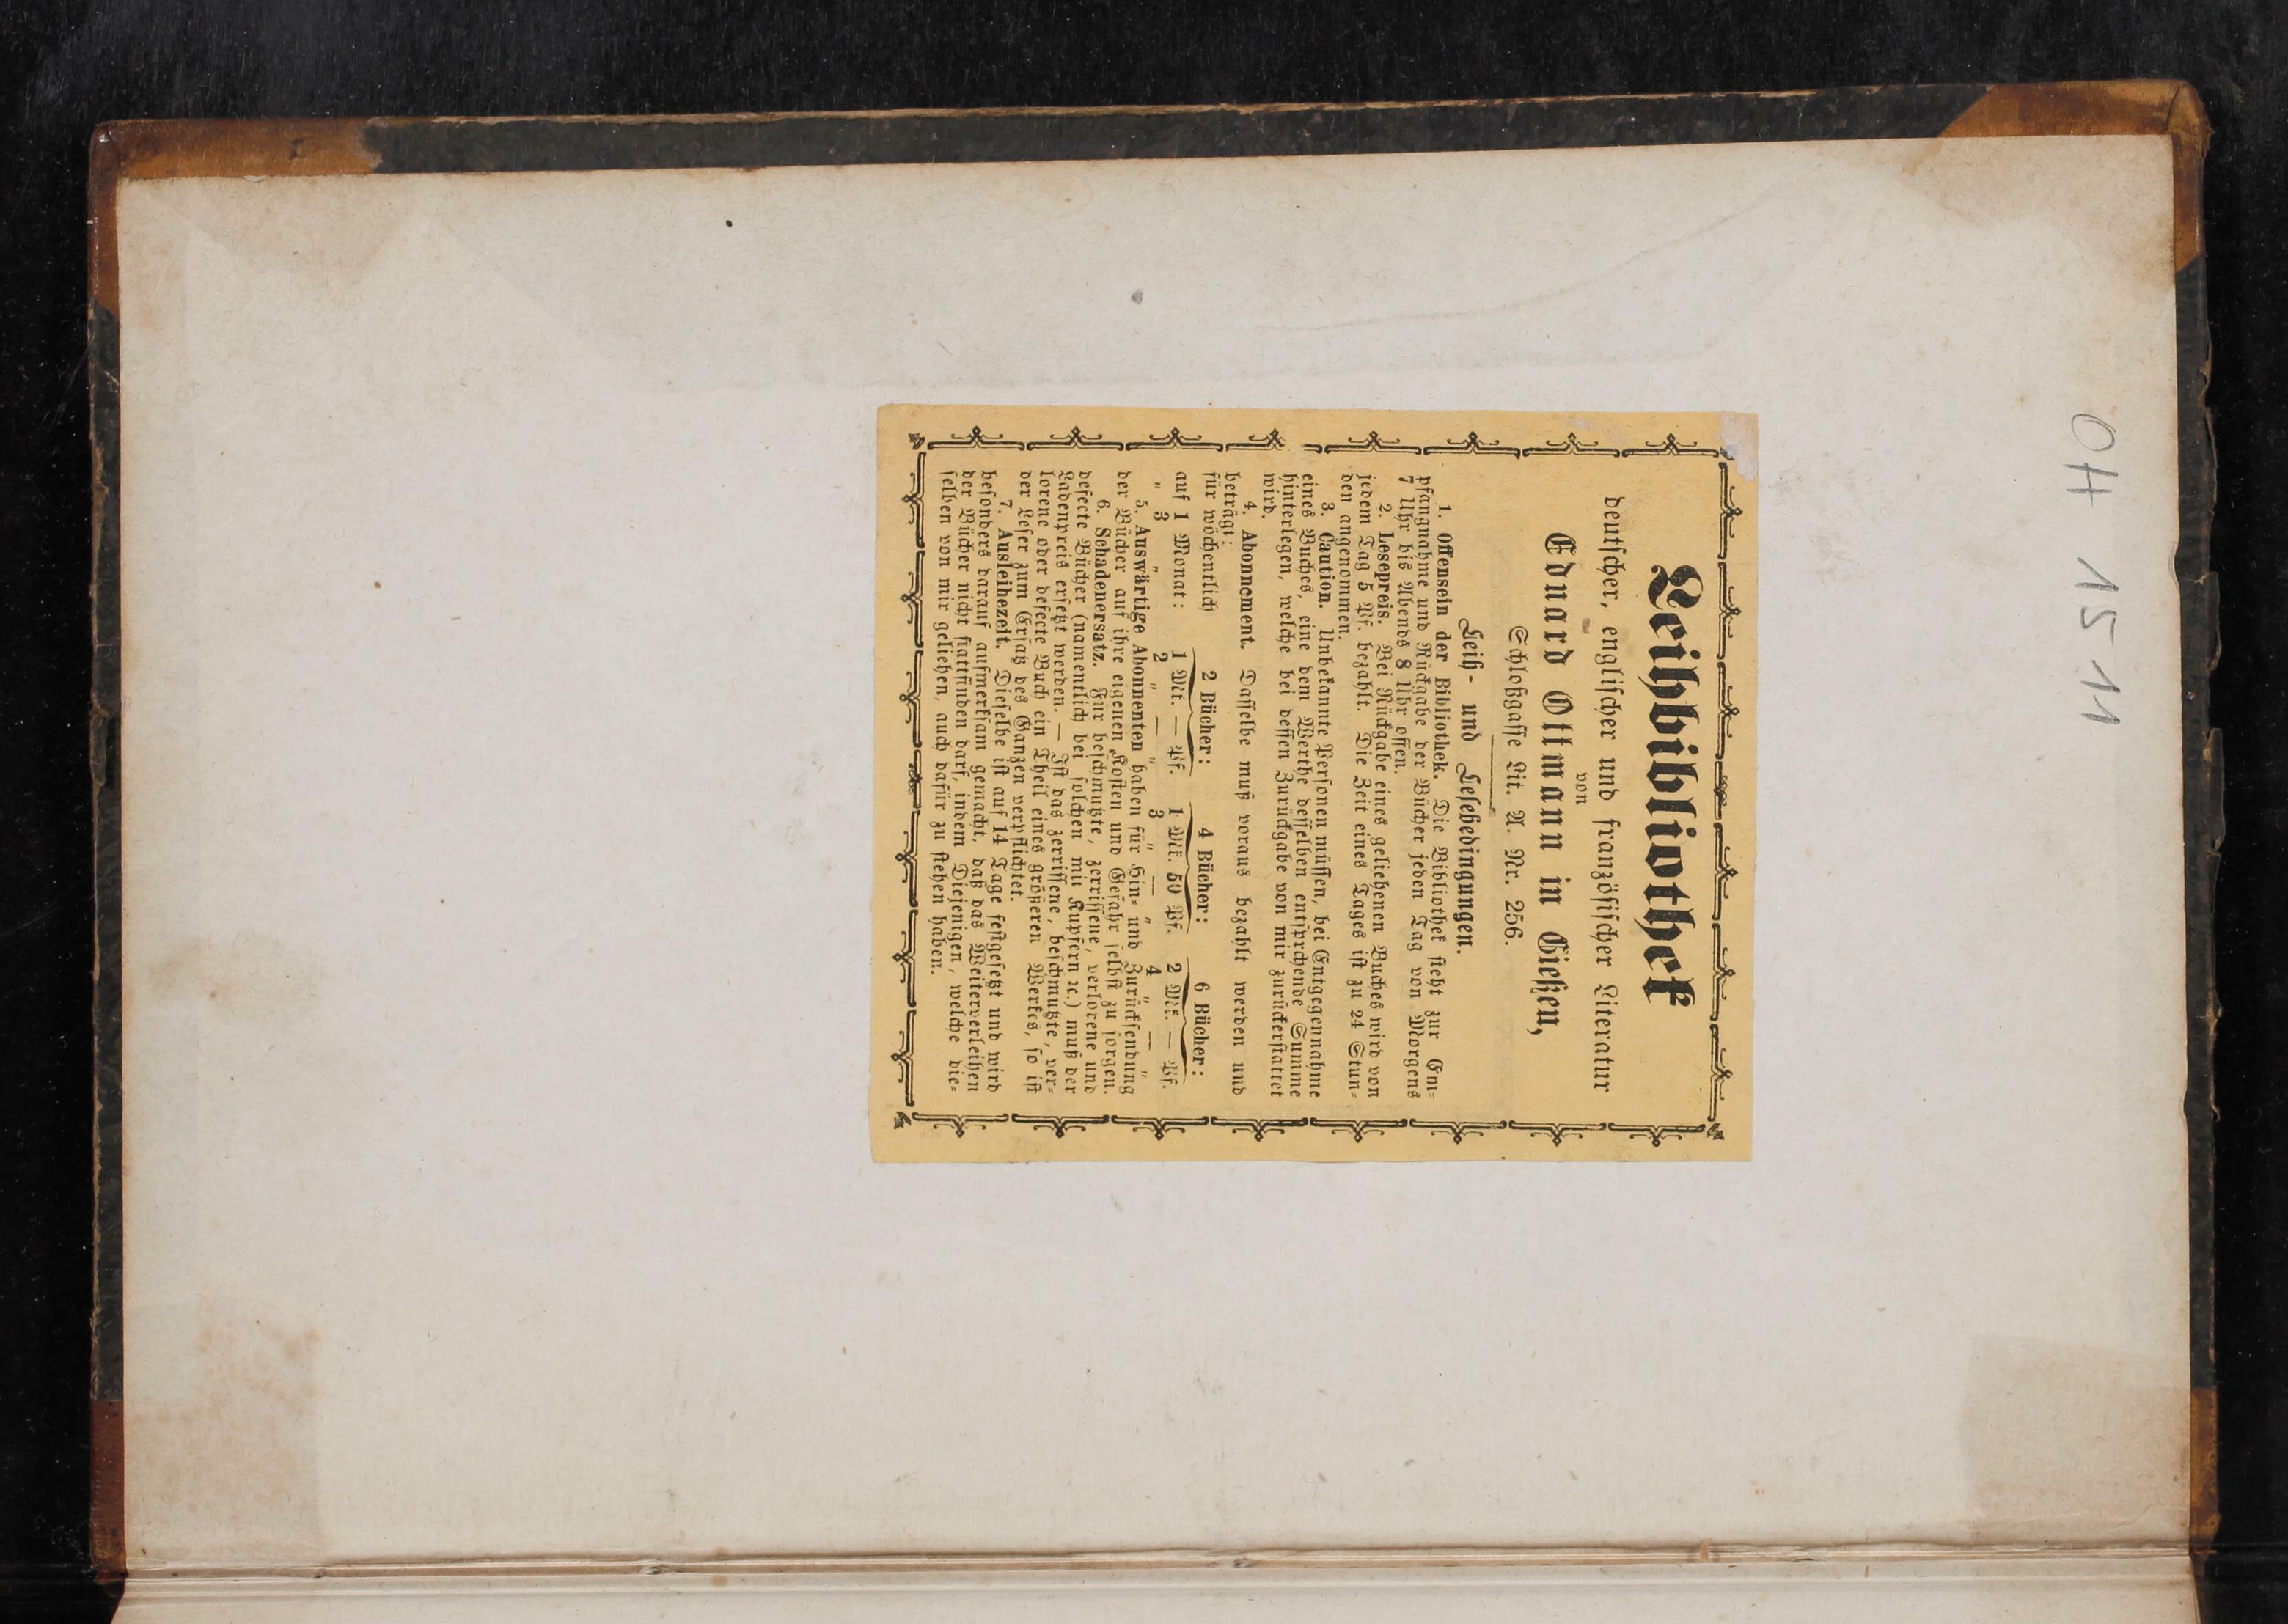 OH 1511
Leihbibliothek
deutscher, englischer und französischer Literatur
von
Eduard Ottmann in Gießen,
Schloßgasse Lit. A. Nr. 256.
Leih- und Lesebedingungen.
1. Offensein der Bibliothek. Die Bibliothek steht zur Em-
pfangnahme und Rückgabe der Bücher jeden Tag von Morgens
7 Uhr bis Abends 8 Uhr offen.
2. Lesepreis. Bei Rückgabe eines geliehenen Buches wird von
jedem Tag 5 Pf. bezahlt. Die Zeit eines Tages ist zu 24 Stun-
den angenommen.
3. Caution. Unbekannte Personen müssen, bei Entgegennahme
eines Buches, eine dem Werthe desselben entsprchende Summe
hinterlegen, welche bei dessen Zurückgabe von mir zurückerstattet
wird.
4. Abonnement. Dasselbe muß voraus bezahlt werden und
beträgt:
für wöchentlich 2 Bücher: 4 Bücher: 6 Bücher:
auf 1 Monat: 1 Mk. — Pf. 1 Mk. 50 Pf. 2 Mk. — Pf.
" 3 " 2 " — " 3 " — " 4 " — "
5. Auswärtige Abonnenten haben für Hin- und Zurücksendung
der Bücher auf ihre eigenen Kosten und Gefahr selbst zu sorgen.
6. Schadenersatz. Für beschmutzte, zerrissene, verlorene und
defecte Bücher (namentlich bei solchen mit Kupfern ꝛc.) muß der
Ladenpreis ersetzt werden. — Ist das zerrissene, beschmutzte, ver-
lorene oder defecte Buch ein Theil eines größeren Werkes, so ist
der Leser zum Ersatz des Ganzen verpflichtet.
7. Ausleihezeit. Dieselbe ist auf 14 Tage festgesetzt und wird
besonders darauf aufmerksam gemacht, daß das Weiterverleihen
der Bücher nicht stattfinden darf, indem Diejenigen, welche die-
selben von mir geliehen, auch dafür zu stehen haben.